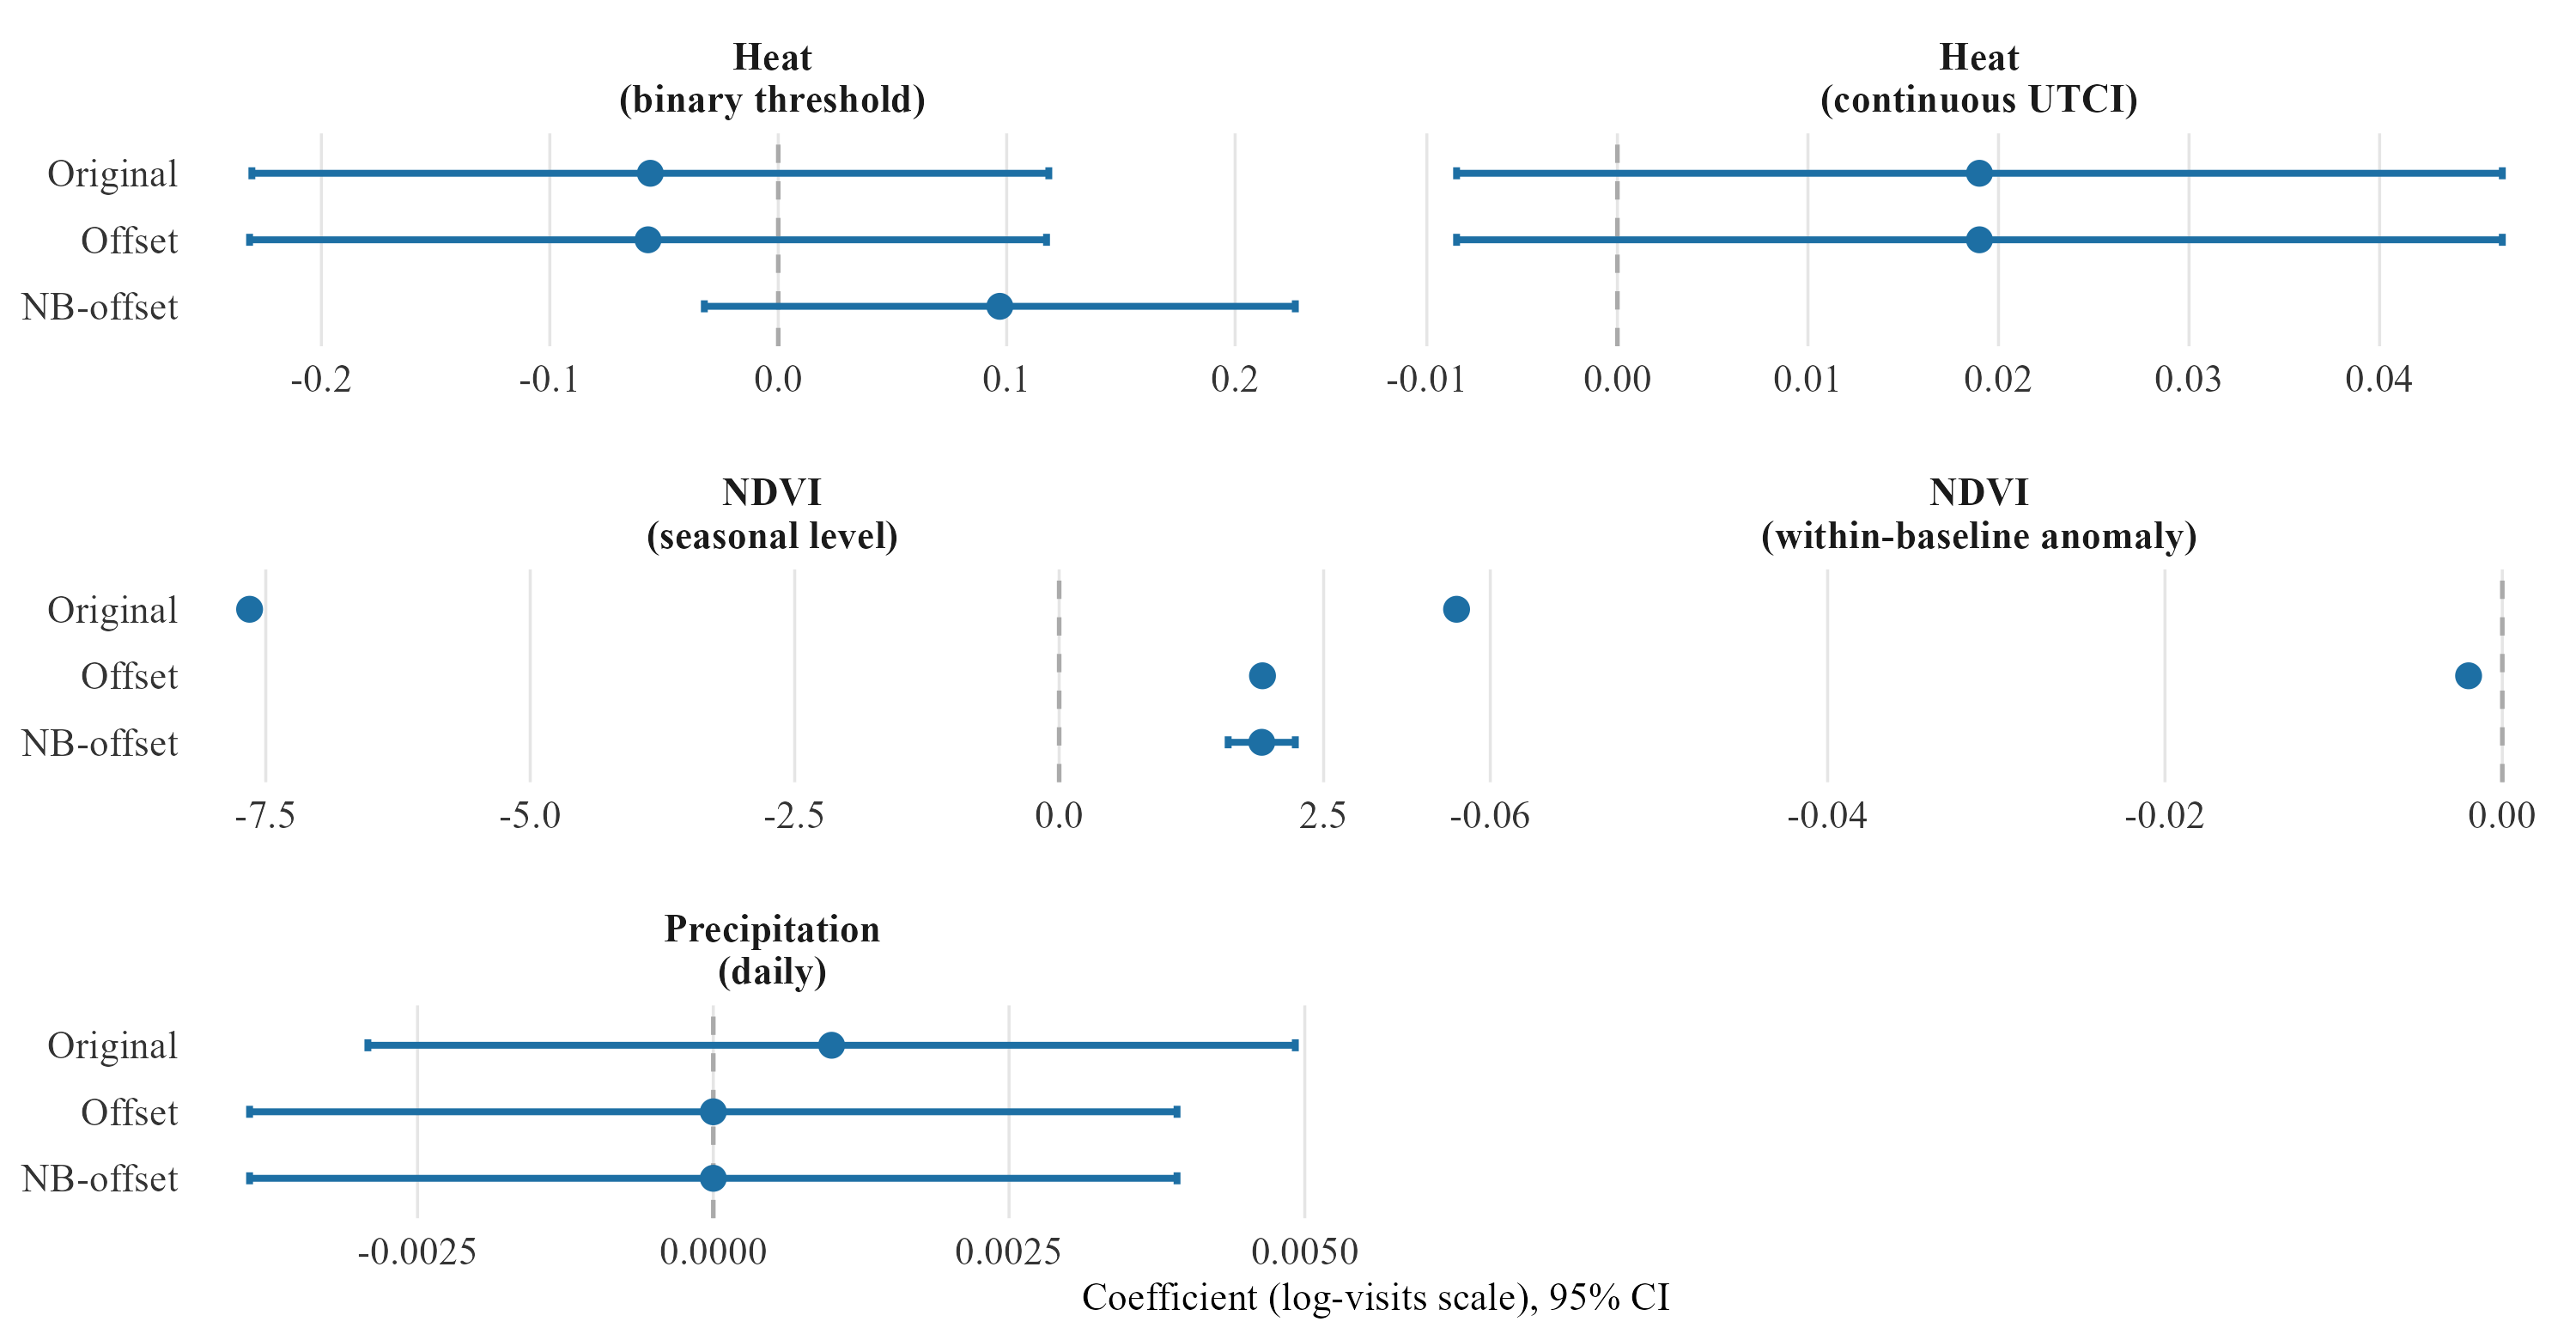 Heat
(binary threshold)
Heat
(continuous UTCI)
Original
Offset
NB-offset
-0.2 -0.1 0.0 0.1 0.2
-0.01 0.00 0.01 0.02 0.03 0.04
NDVI
(seasonal level)
NDVI
(within-baseline anomaly)
Original
Offset
NB-offset
-7.5 -5.0 -2.5 0.0 2.5
-0.06 -0.04 -0.02 0.00
Precipitation
(daily)
Original
Offset
NB-offset
-0.0025 0.0000 0.0025 0.0050
Coefficient (log-visits scale), 95% CI